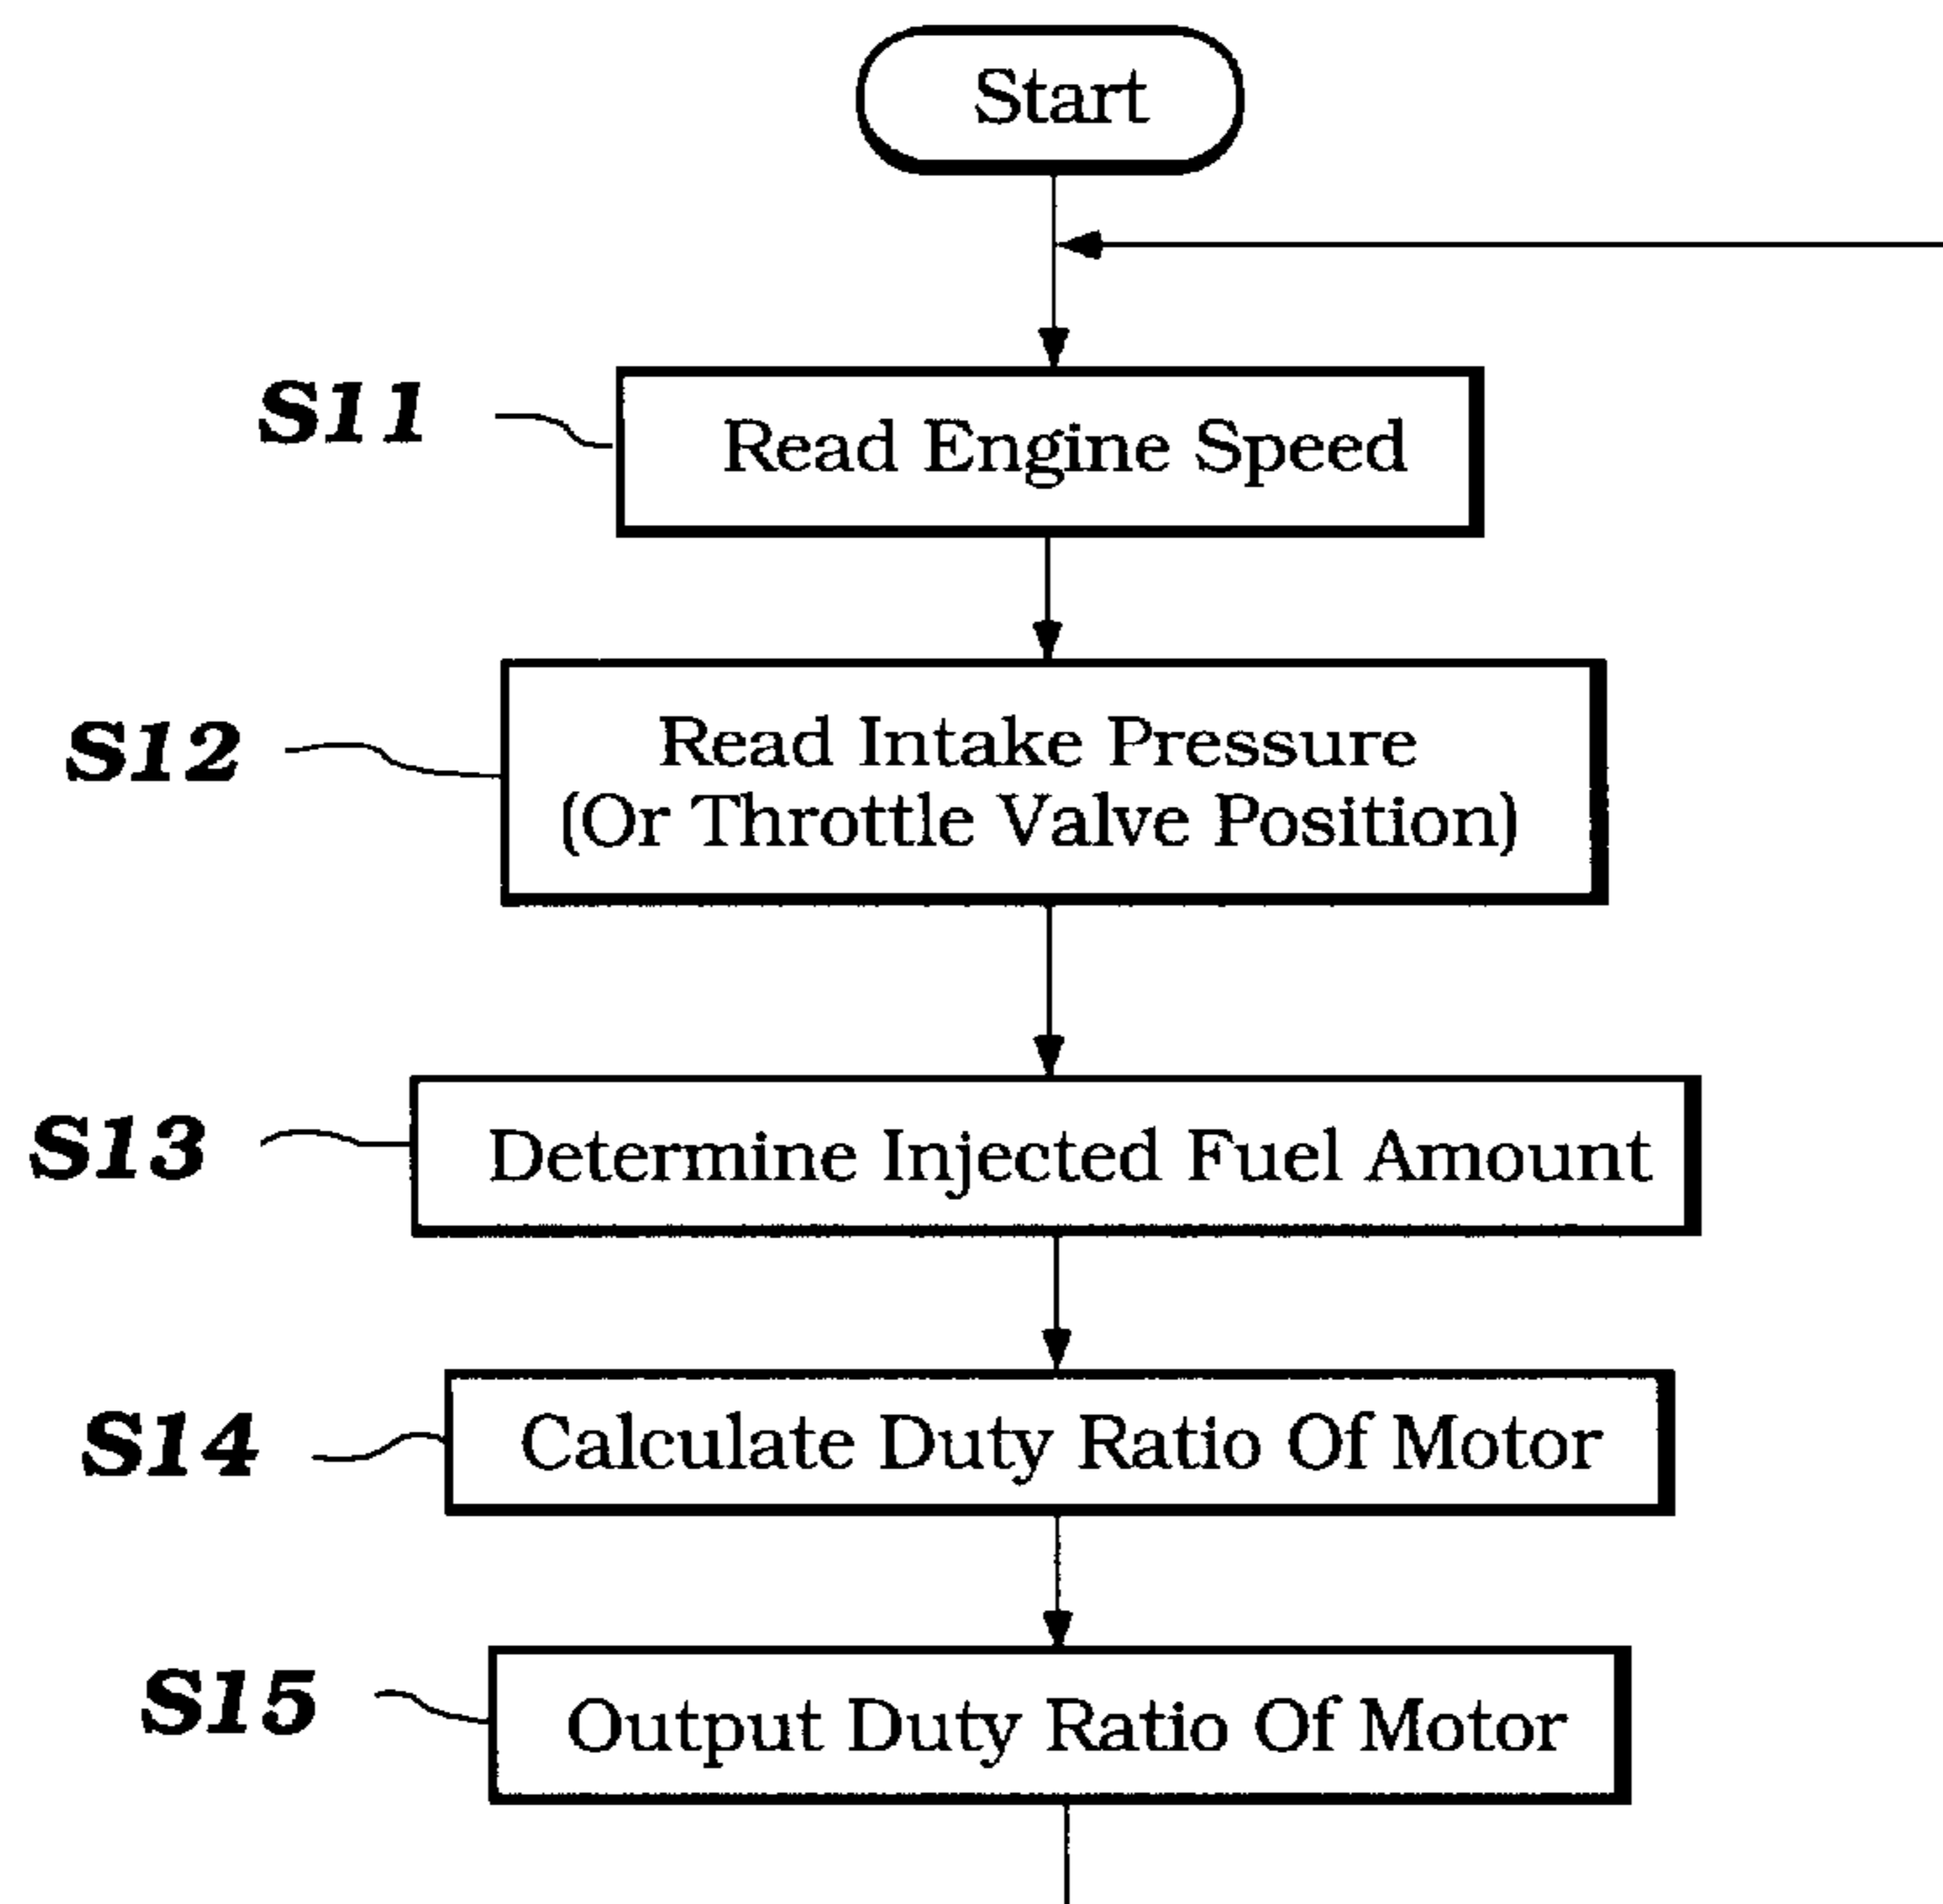 Start
S11
Read Engine Speed
S12
Read Intake Pressure
(Or Throttle Valve Position)
S13
Determine Injected Fuel Amount
S14
Calculate Duty Ratio Of Motor
S15
Output Duty Ratio Of Motor